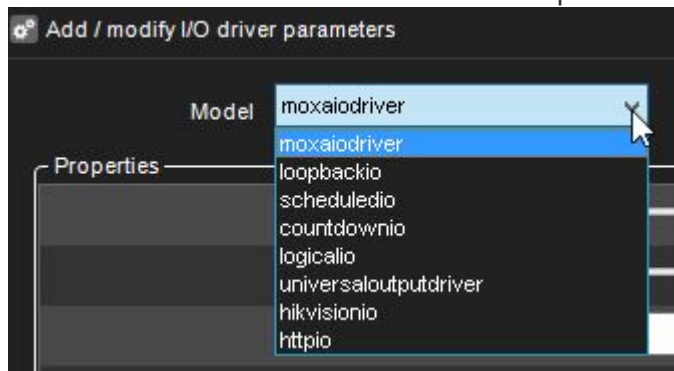 Add / modify I/O driver parameters
Model moxaiodriver
moxaiodriver
Properties
loopbackio
scheduledio
countdownio
logicalio
universaloutputdriver
hikvisionio
httpio